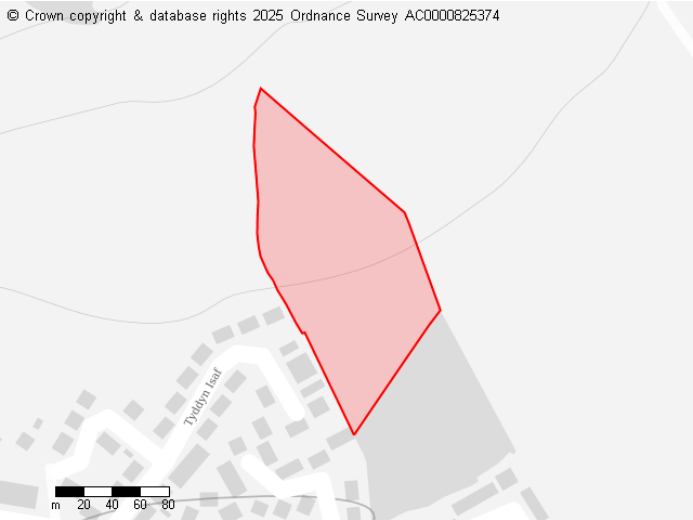 © Crown copyright & database rights 2025 Ordnance Survey AC0000825374
Tyddyn Isaf
m 20 40 60 80